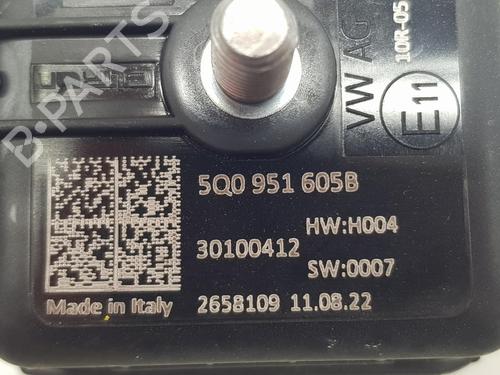 VW AG
10R-05
E11
5Q0 951 605B
HW:H004
30100412
SW:0007
Made in Italy
2658109 11.08.22
B-PARTS